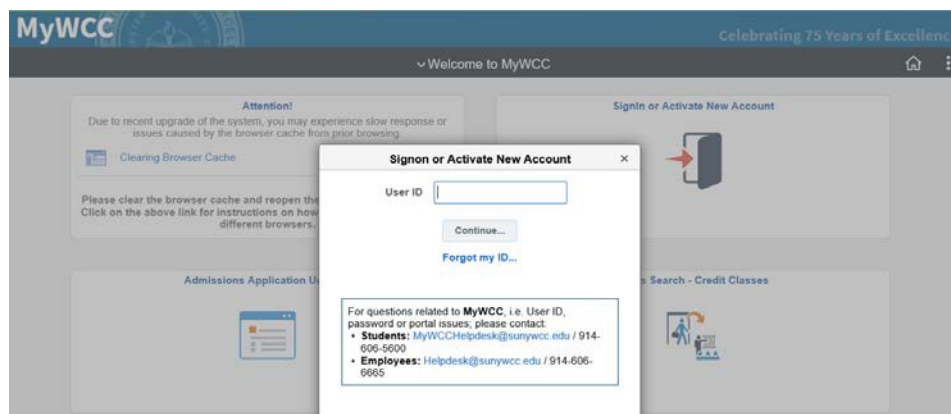 MyWCC
Celebrating 75 Years of Excellenc
Welcome to MyWCC
Attention!
Due to recent upgrade of the system, you may experience slow response or
issues caused by the browser cache from prior browsing.
Clearing Browser Cache
Please clear the browser cache and reopen the
Click on the above link for instructions on how
different browsers.
SignIn or Activate New Account
Signon or Activate New Account ×
User ID
Continue...
Forgot my ID...
For questions related to MyWCC, i.e. User ID,
password or portal issues; please contact:
• Students: MyWCCHelpdesk@sunywcc.edu / 914-
606-5600
• Employees: Helpdesk@sunywcc.edu / 914-606-
6665
Admissions Application U
s Search - Credit Classes